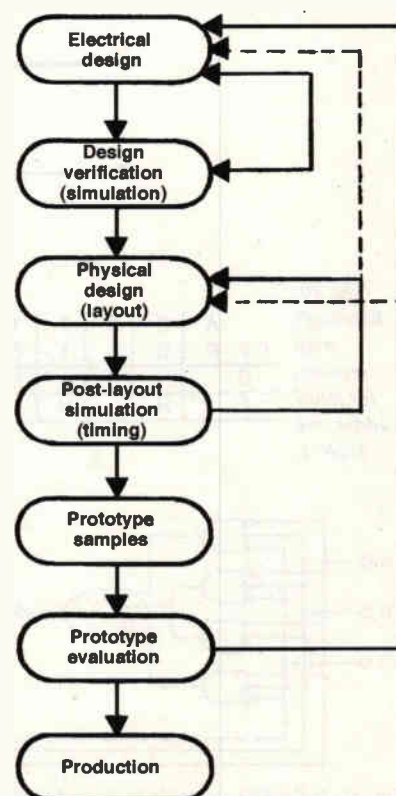 Electrical
design
Design
verification
(simulation)
Physical
design
(layout)
Post-layout
simulation
(timing)
Prototype
samples
Prototype
evaluation
Production